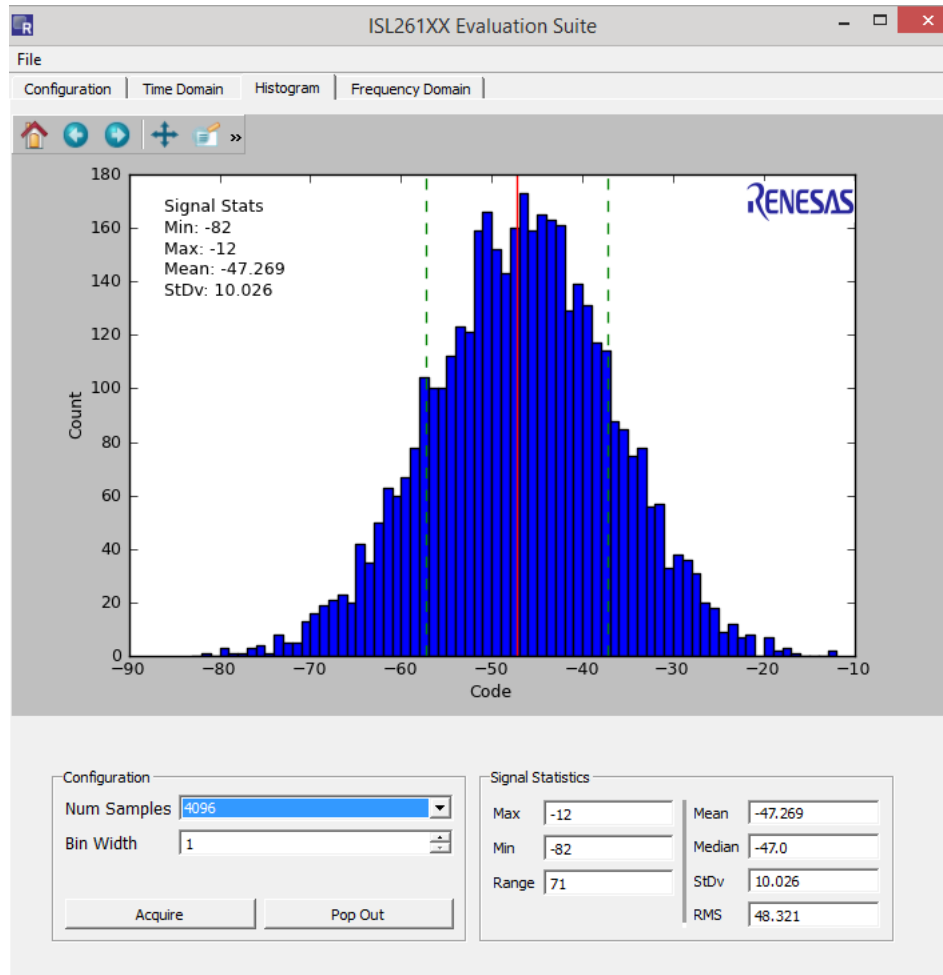 R
ISL261XX Evaluation Suite
File
Configuration Time Domain Histogram Frequency Domain
»
RENESAS
Signal Stats
Min: -82
Max: -12
Mean: -47.269
StDv: 10.026
180
160
140
120
100
80
60
40
20
0
Count
−90 −80 −70 −60 −50 −40 −30 −20 −10
Code
Configuration
Num Samples 4096
Bin Width 1
Acquire Pop Out
Signal Statistics
Max -12 Mean -47.269
Min -82 Median -47.0
Range 71 StDv 10.026
RMS 48.321